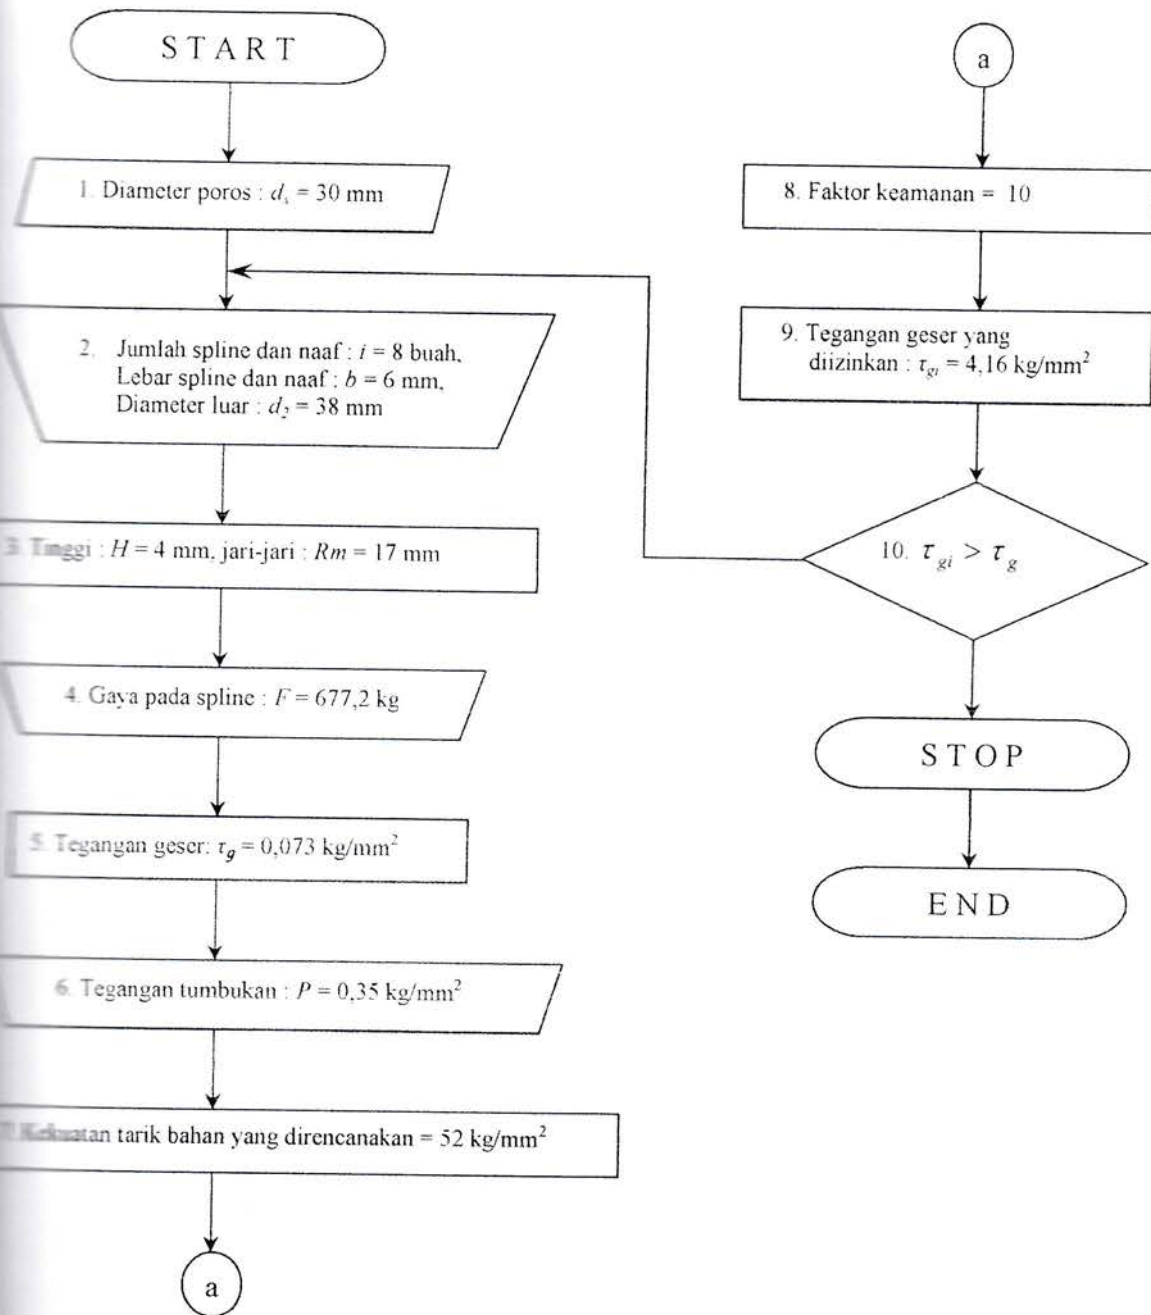 START
1. Diameter poros : dₛ = 30 mm
2. Jumlah spline dan naaf : i = 8 buah,
Lebar spline dan naaf : b = 6 mm,
Diameter luar : d₂ = 38 mm
3. Tinggi : H = 4 mm, jari-jari : Rm = 17 mm
4. Gaya pada spline : F = 677,2 kg
5. Tegangan geser: τg = 0,073 kg/mm²
6. Tegangan tumbukan : P = 0,35 kg/mm²
7. Kekuatan tarik bahan yang direncanakan = 52 kg/mm²
a
a
8. Faktor keamanan = 10
9. Tegangan geser yang
diizinkan : τgi = 4,16 kg/mm²
10. τgi > τg
STOP
END